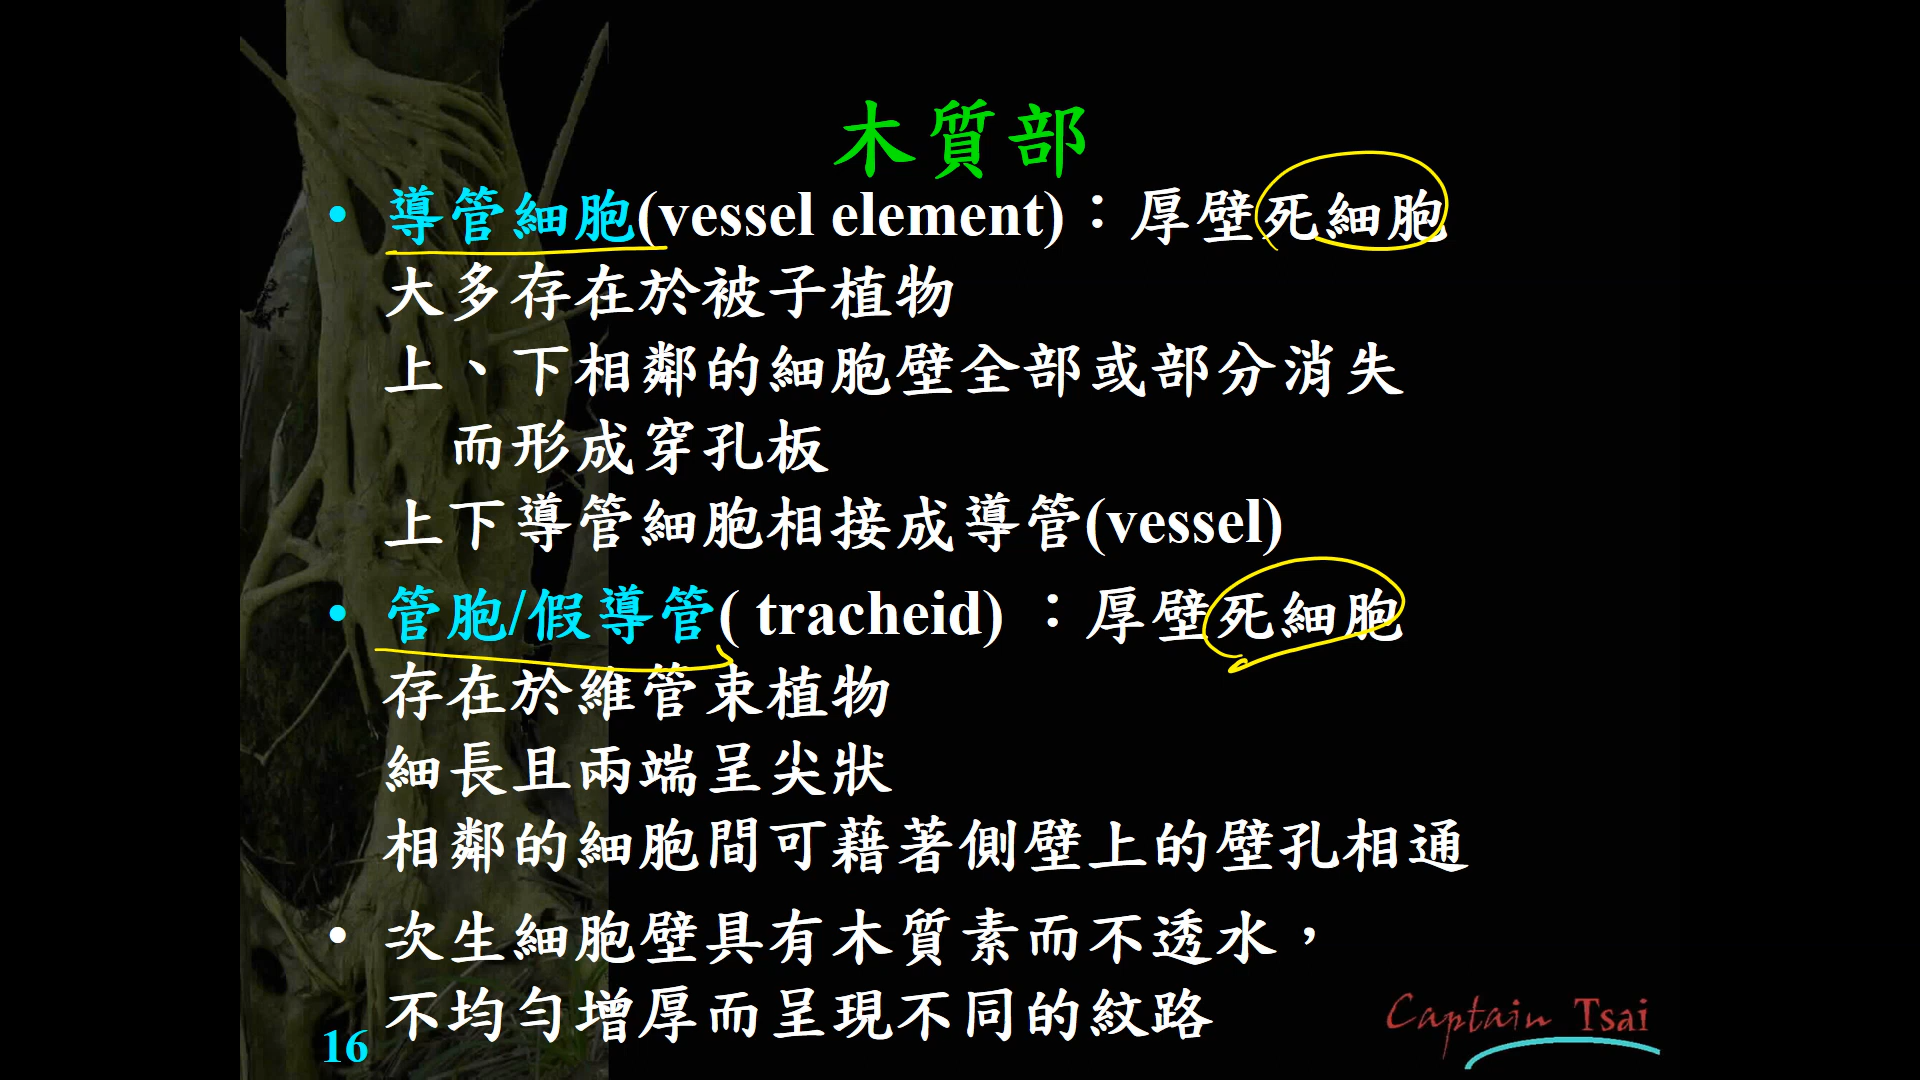 木質部
• 導管細胞(vessel element)：厚壁死細胞
大多存在於被子植物
上、下相鄰的細胞壁全部或部分消失
而形成穿孔板
上下導管細胞相接成導管(vessel)
• 管胞/假導管( tracheid) ：厚壁死細胞
存在於維管束植物
細長且兩端呈尖狀
相鄰的細胞間可藉著側壁上的壁孔相通
• 次生細胞壁具有木質素而不透水，
不均勻增厚而呈現不同的紋路
16
Captain Tsai